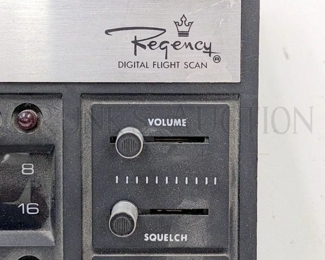 Regency ®
DIGITAL FLIGHT SCAN
VOLUME
8
16
SQUELCH